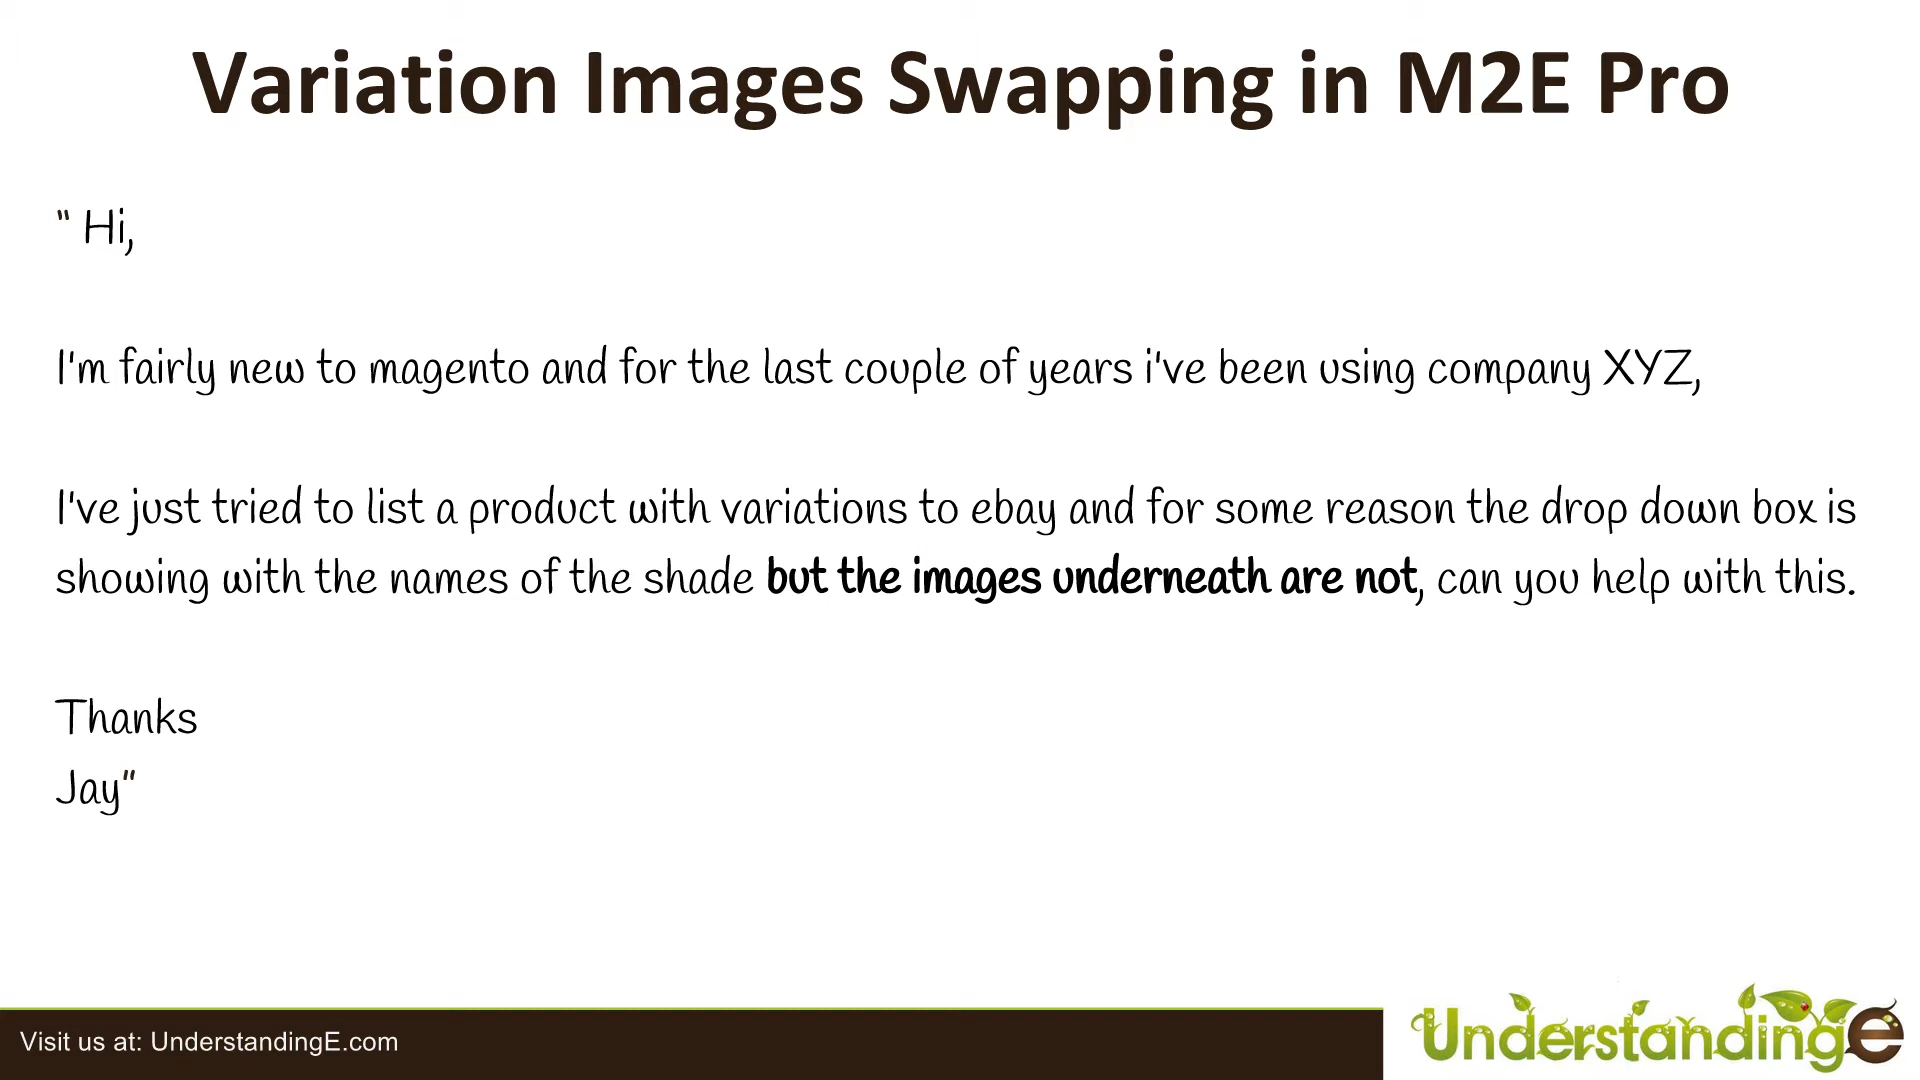 Variation Images Swapping in M2E Pro
“ Hi,
I'm fairly new to magento and for the last couple of years i've been using company XYZ,
I've just tried to list a product with variations to ebay and for some reason the drop down box is
showing with the names of the shade but the images underneath are not, can you help with this.
Thanks
Jay”
Visit us at: UnderstandingE.com
UnderstandingE